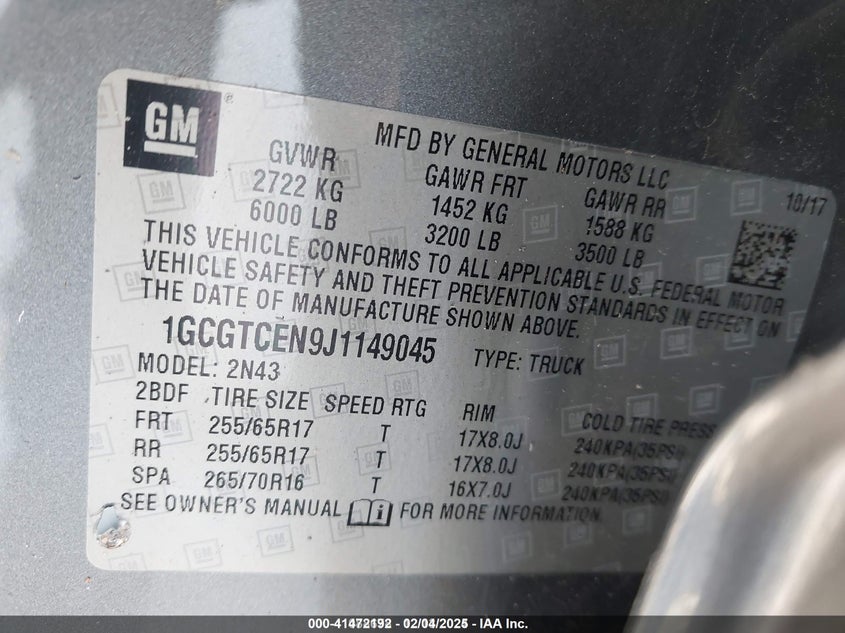 GM ®
MFD BY GENERAL MOTORS LLC
10/17
GVWR GAWR FRT GAWR RR
2722 KG 1452 KG 1588 KG
6000 LB 3200 LB 3500 LB
THIS VEHICLE CONFORMS TO ALL APPLICABLE U.S. FEDERAL MOTOR
VEHICLE SAFETY AND THEFT PREVENTION STANDARDS IN EFFECT ON
THE DATE OF MANUFACTURE SHOWN ABOVE.
1GCGTCEN9J1149045 TYPE: TRUCK
MODEL: 2N43
2BDF TIRE SIZE SPEED RTG RIM COLD TIRE PRESS
FRT 255/65R17 T 17X8.0J 240KPA(35PSI)
RR 255/65R17 T 17X8.0J 240KPA(35PSI)
SPA 265/70R16 T 16X7.0J 240KPA(35PSI)
SEE OWNER'S MANUAL i FOR MORE INFORMATION.
000-41472192 - 02/04/2025 - IAA Inc.